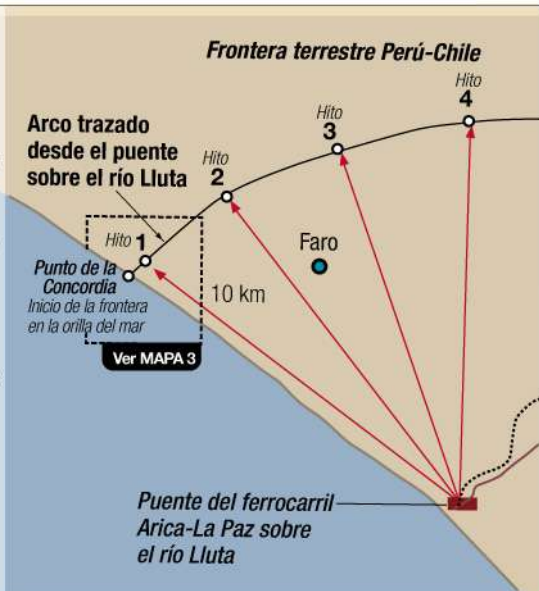 Frontera terrestre Perú-Chile
Hito
4
Hito
3
Arco trazado
desde el puente
sobre el río Lluta
Hito
2
Hito 1
Punto de la
Concordia
Inicio de la frontera
en la orilla del mar
Faro
10 km
Ver MAPA 3
Puente del ferrocarril
Arica-La Paz sobre
el río Lluta